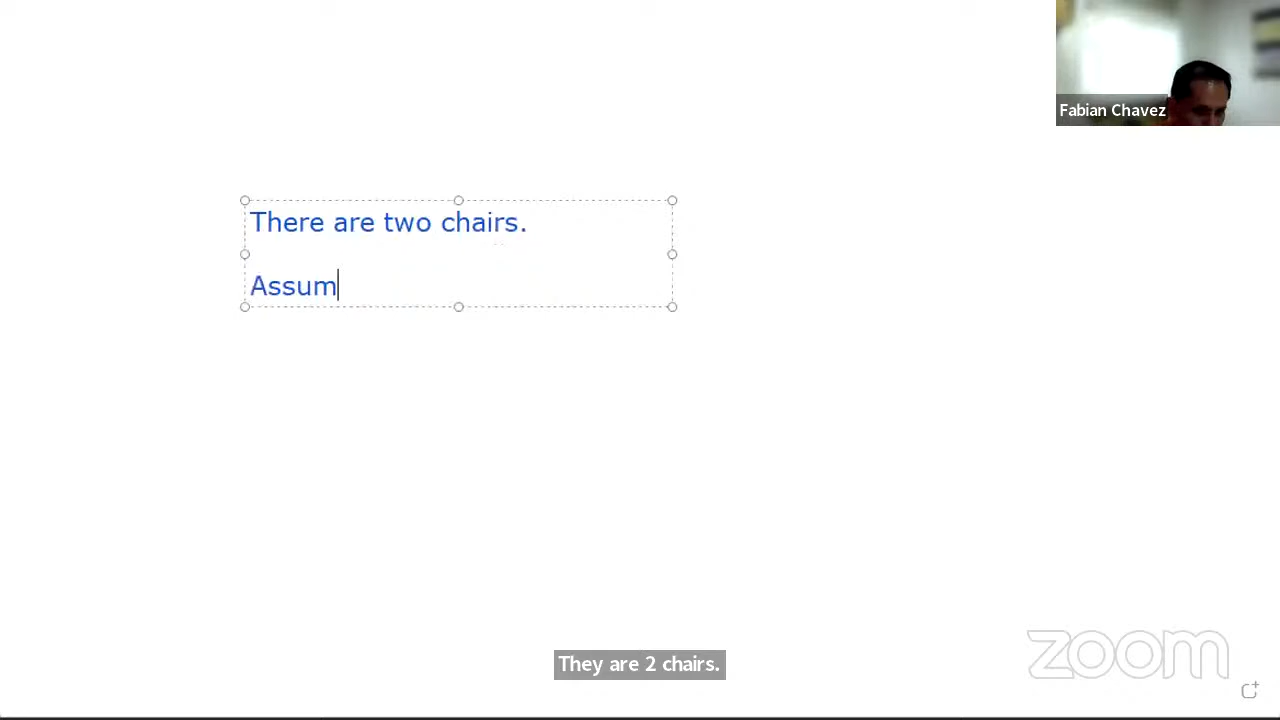 Fabian Chavez
There are two chairs.
Assum
They are 2 chairs.
zoom